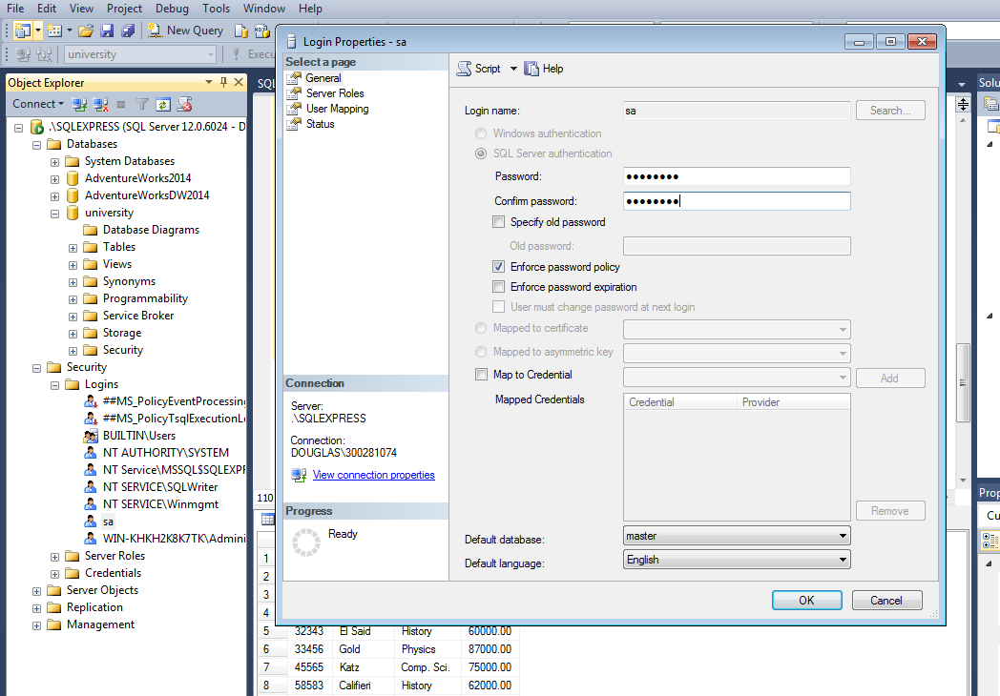 File Edit View Project Debug Tools Window Help
New Query
university
Execu
Object Explorer
Connect
.\SQLEXPRESS (SQL Server 12.0.6024 - D
Databases
System Databases
AdventureWorks2014
AdventureWorksDW2014
university
Database Diagrams
Tables
Views
Synonyms
Programmability
Service Broker
Storage
Security
Security
Logins
##MS_PolicyEventProcessing
##MS_PolicyTsqlExecutionLo
BUILTIN\Users
NT AUTHORITY\SYSTEM
NT Service\MSSQL$SQLEXPR
NT SERVICE\SQLWriter
NT SERVICE\Winmgmt
sa
WIN-KHKH2K8K7TK\Admini
Server Roles
Credentials
Server Objects
Replication
Management
SQL
110
Login Properties - sa
Select a page
General
Server Roles
User Mapping
Status
Connection
Server:
.\SQLEXPRESS
Connection:
DOUGLAS\300281074
View connection properties
Progress
Ready
Script Help
Login name: sa Search...
Windows authentication
SQL Server authentication
Password: ●●●●●●●●
Confirm password: ●●●●●●●●
Specify old password
Old password:
Enforce password policy
Enforce password expiration
User must change password at next login
Mapped to certificate
Mapped to asymmetric key
Map to Credential Add
Mapped Credentials Credential Provider
Remove
Default database: master
Default language: English
OK Cancel
1
2
3
4
5 32343 El Said History 60000.00
6 33456 Gold Physics 87000.00
7 45565 Katz Comp. Sci. 75000.00
8 58583 Califieri History 62000.00
Solu
Prop
Cu